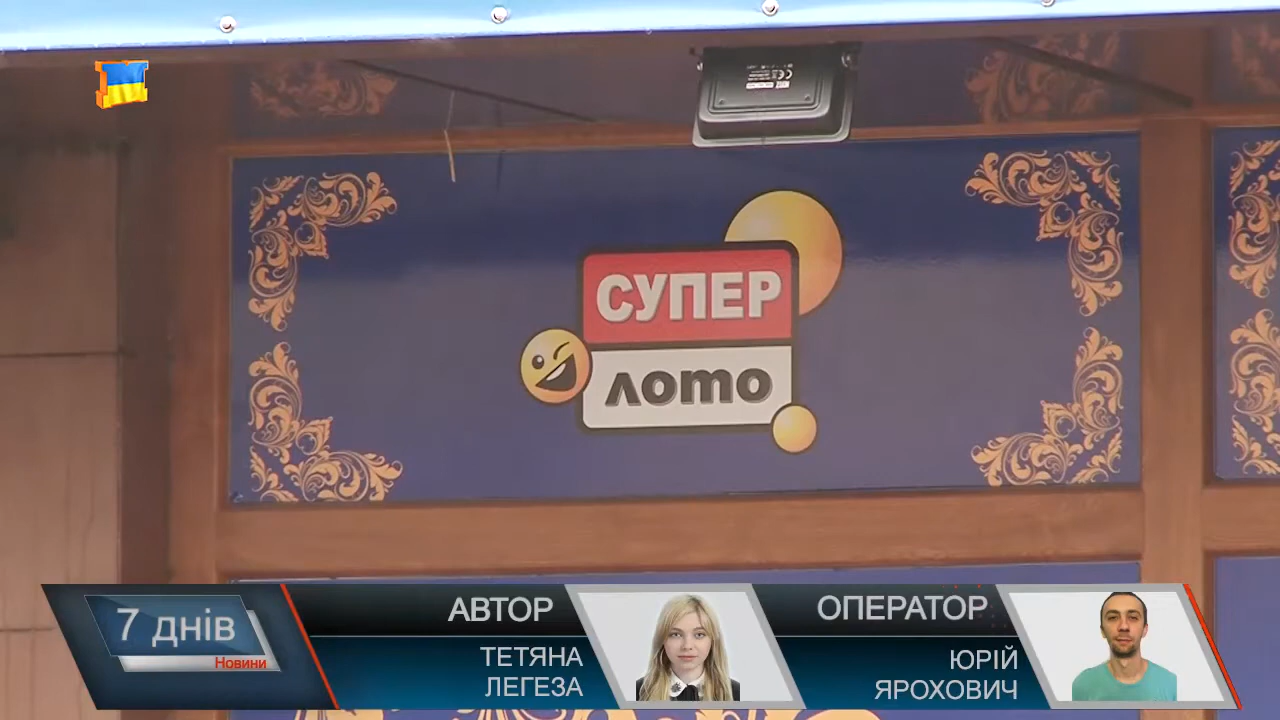 СУПЕР
лото
7 днів
Новини
АВТОР
ТЕТЯНА
ЛЕГЕЗА
ОПЕРАТОР
ЮРІЙ
ЯРОХОВИЧ